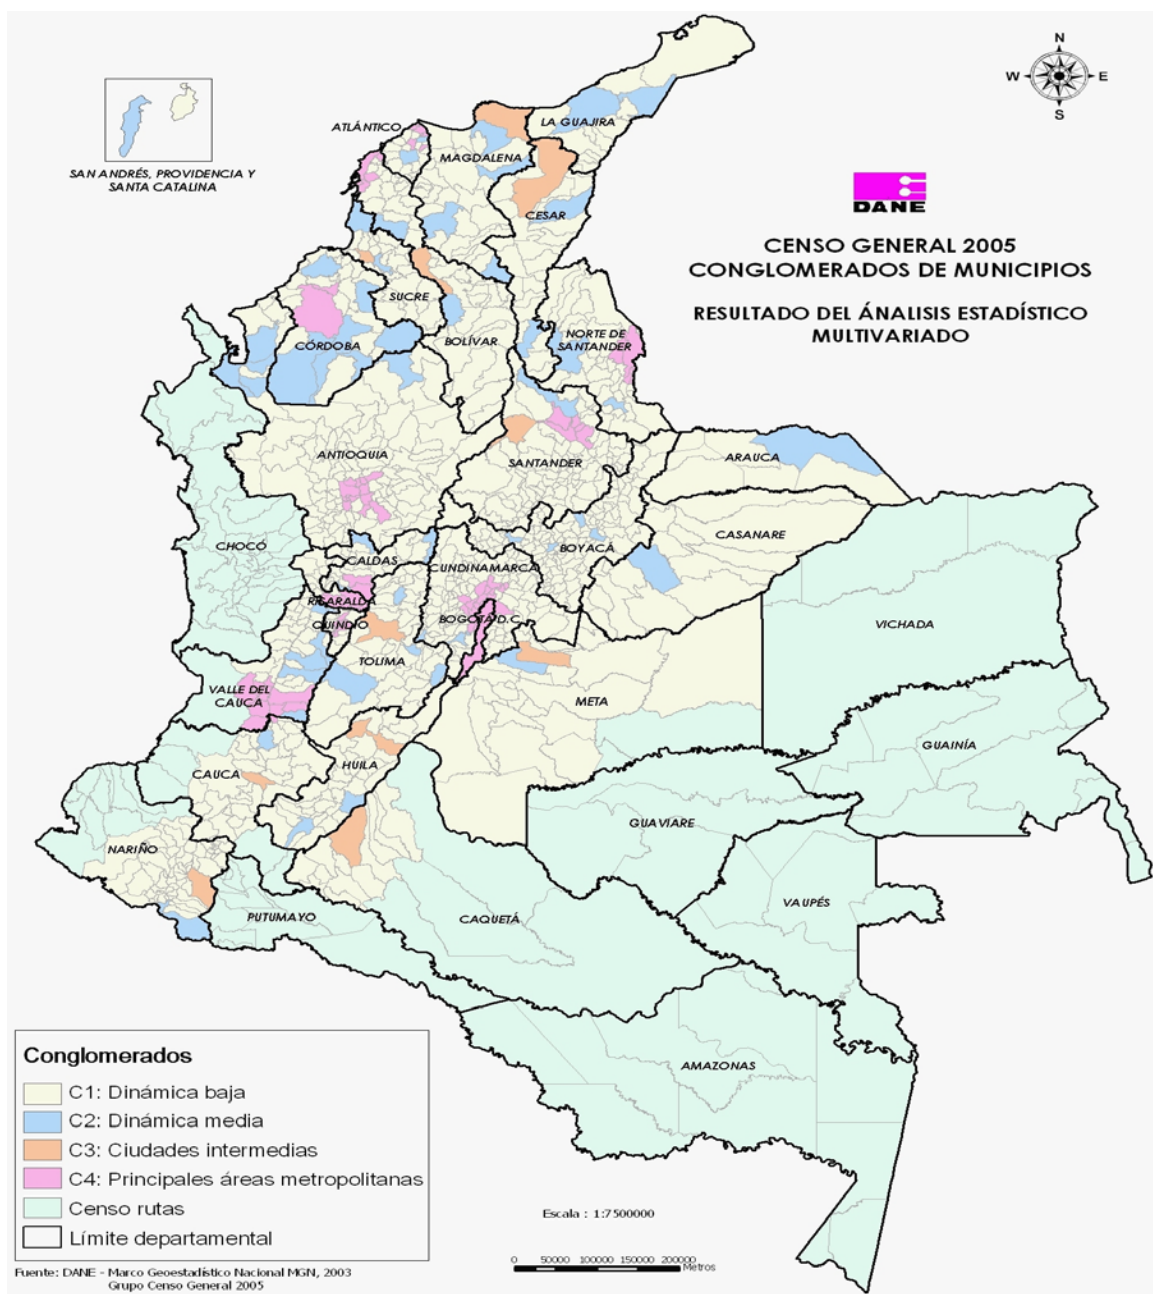 N
W
E
S
DANE
CENSO GENERAL 2005
CONGLOMERADOS DE MUNICIPIOS
RESULTADO DEL ÁNALISIS ESTADÍSTICO
MULTIVARIADO
SAN ANDRÉS, PROVIDENCIA Y
SANTA CATALINA
ATLÁNTICO
LA GUAJIRA
MAGDALENA
CESAR
SUCRE
CÓRDOBA
BOLÍVAR
NORTE DE
SANTANDER
ANTIOQUIA
SANTANDER
ARAUCA
CHOCÓ
CALDAS
BOYACÁ
CASANARE
CUNDINAMARCA
RISARALDA
QUINDIO
BOGOTÁ D.C.
VICHADA
TOLIMA
VALLE DEL
CAUCA
META
GUAINÍA
CAUCA
HUILA
GUAVIARE
NARIÑO
VAUPÉS
PUTUMAYO
CAQUETÁ
AMAZONAS
Conglomerados
C1: Dinámica baja
C2: Dinámica media
C3: Ciudades intermedias
C4: Principales áreas metropolitanas
Censo rutas
Límite departamental
Fuente: DANE - Marco Geoestadístico Nacional MGN, 2003
Grupo Censo General 2005
Escala : 1:7500000
0 50000 100000 150000 200000
Metros